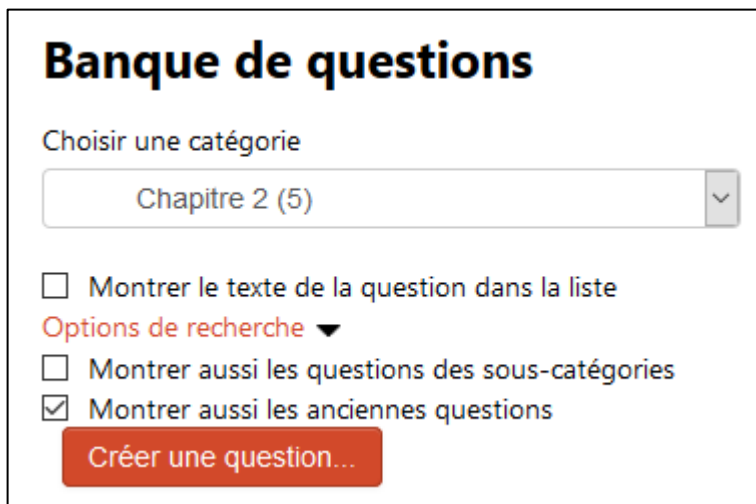 Banque de questions
Choisir une catégorie
Chapitre 2 (5)
Montrer le texte de la question dans la liste
Options de recherche
Montrer aussi les questions des sous-catégories
Montrer aussi les anciennes questions
Créer une question...